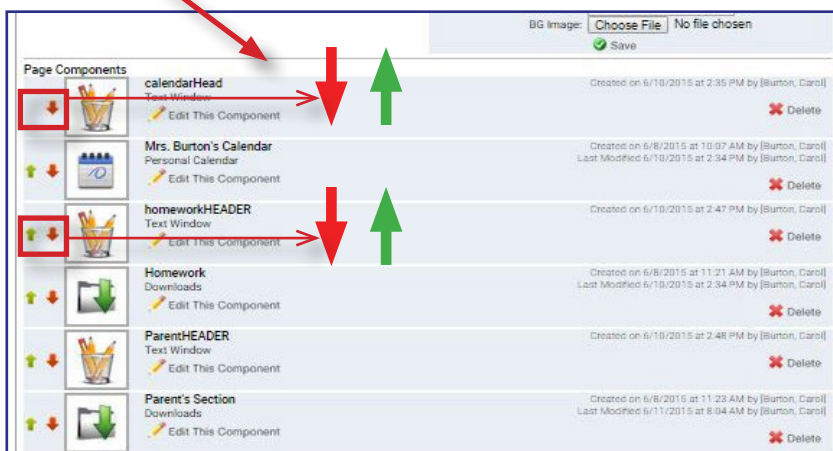 BG Image: Choose File No file chosen
Save
Page Components
calendarHead
Created on 6/10/2015 at 2:35 PM by [Burton, Carol]
Text Window
Edit This Component
Delete
Mrs. Burton's Calendar
Created on 6/8/2015 at 10:07 AM by [Burton, Carol]
Personal Calendar
Last Modified 6/10/2015 at 2:34 PM by [Burton, Carol]
Edit This Component
Delete
homeworkHEADER
Created on 6/10/2015 at 2:47 PM by [Burton, Carol]
Text Window
Edit This Component
Delete
Homework
Created on 6/8/2015 at 11:21 AM by [Burton, Carol]
Downloads
Last Modified 6/10/2015 at 2:34 PM by [Burton, Carol]
Edit This Component
Delete
ParentHEADER
Created on 6/10/2015 at 2:48 PM by [Burton, Carol]
Text Window
Edit This Component
Delete
Parent's Section
Created on 6/8/2015 at 11:23 AM by [Burton, Carol]
Downloads
Last Modified 6/11/2015 at 8:04 AM by [Burton, Carol]
Edit This Component
Delete